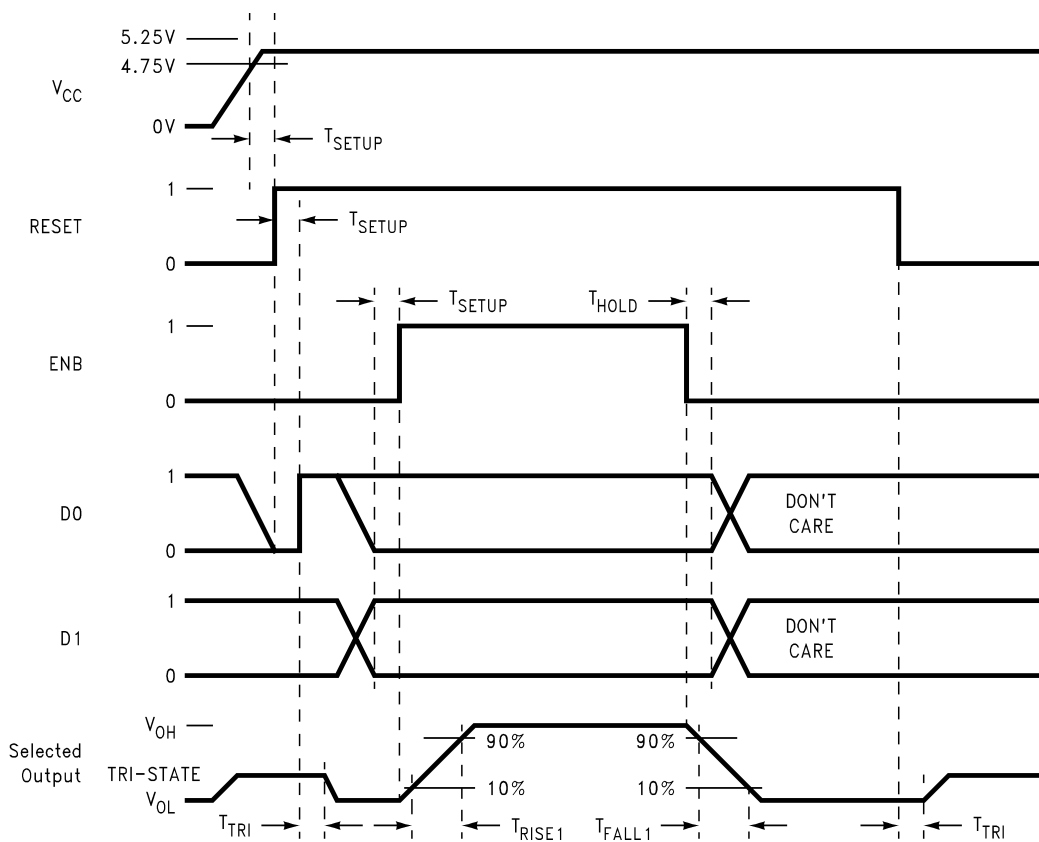 5.25V
4.75V
VCC
0V
TSETUP
1
RESET
TSETUP
0
TSETUP
THOLD
1
ENB
0
1
D0
DON'T
CARE
0
1
D1
DON'T
CARE
0
VOH
90%
90%
Selected
Output
TRI-STATE
10%
10%
VOL
TTRI
TRISE1
TFALL1
TTRI